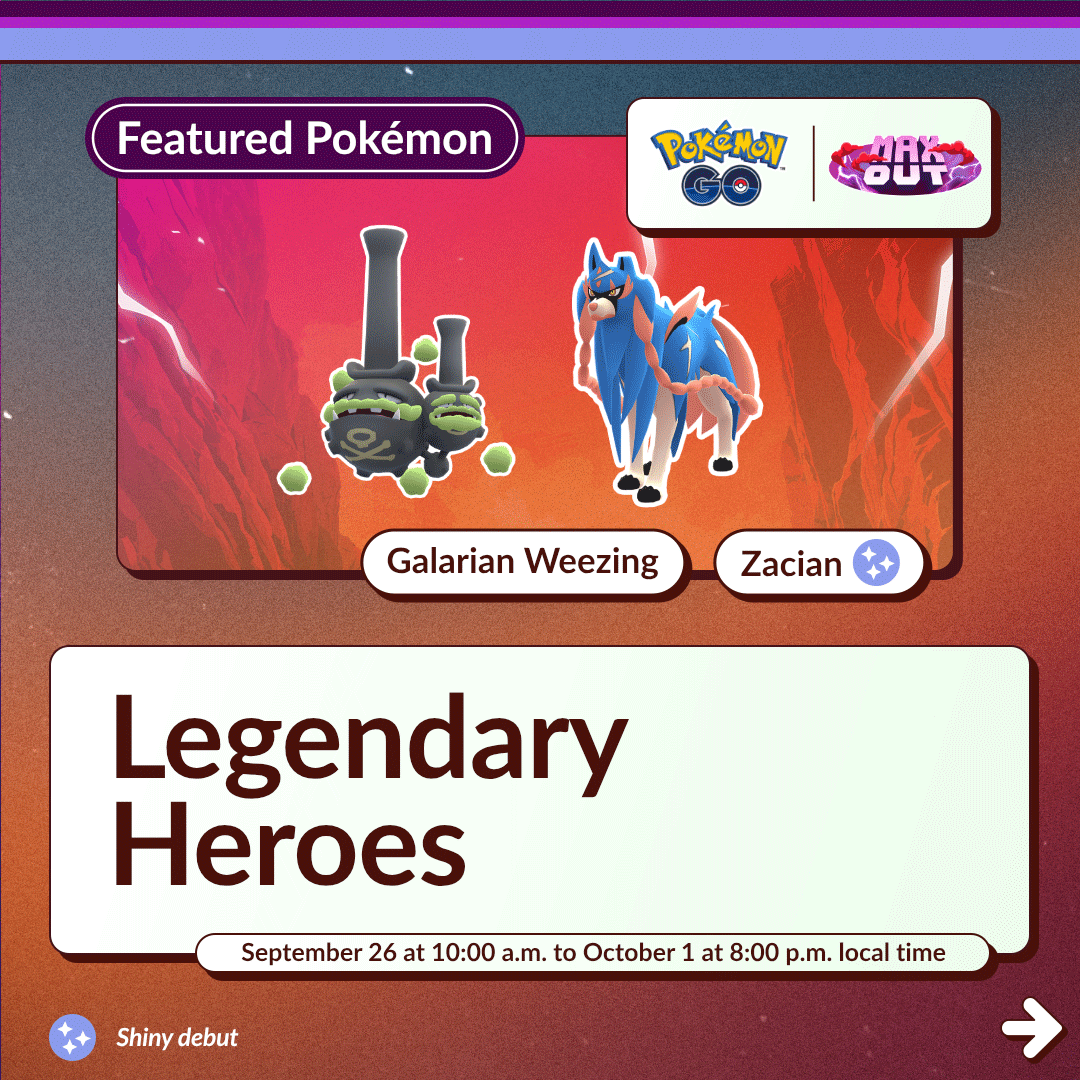 Featured Pokémon
POKÉMON
GO
MAX
OUT
Galarian Weezing
Zacian
Legendary
Heroes
September 26 at 10:00 a.m. to October 1 at 8:00 p.m. local time
Shiny debut